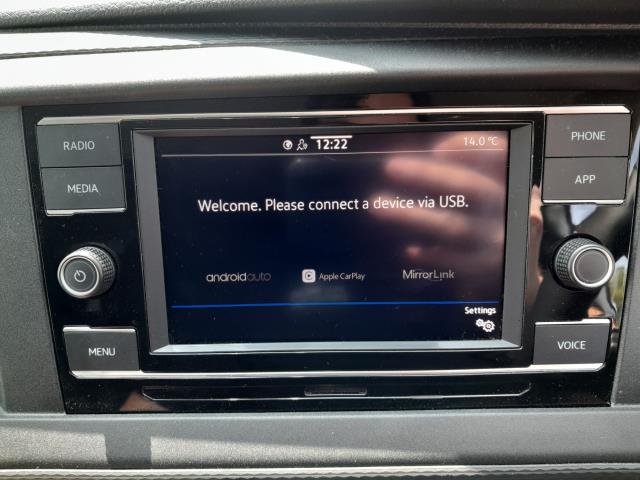 RADIO
MEDIA
MENU
12:22
14.0 °C
Welcome. Please connect a device via USB.
androidauto
Apple CarPlay
MirrorLink
Settings
PHONE
APP
VOICE